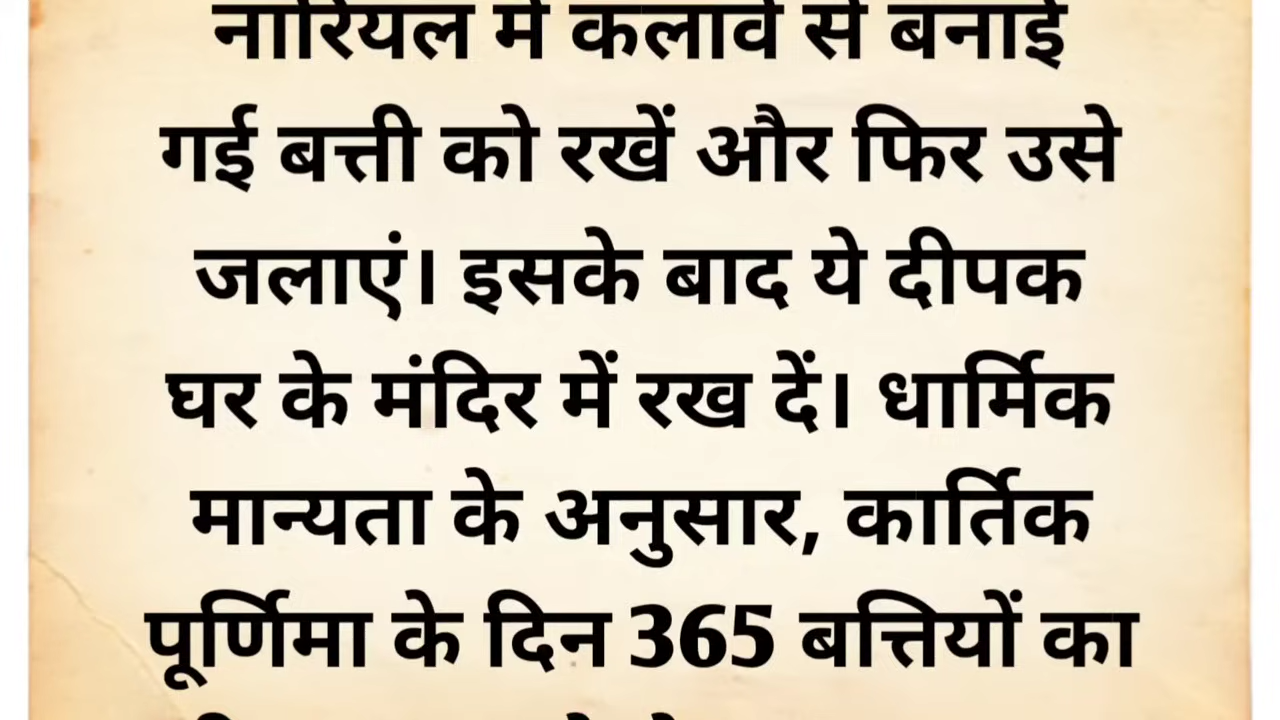 नारियल में कलावे से बनाई
गई बत्ती को रखें और फिर उसे
जलाएं। इसके बाद ये दीपक
घर के मंदिर में रख दें। धार्मिक
मान्यता के अनुसार, कार्तिक
पूर्णिमा के दिन 365 बत्तियों का